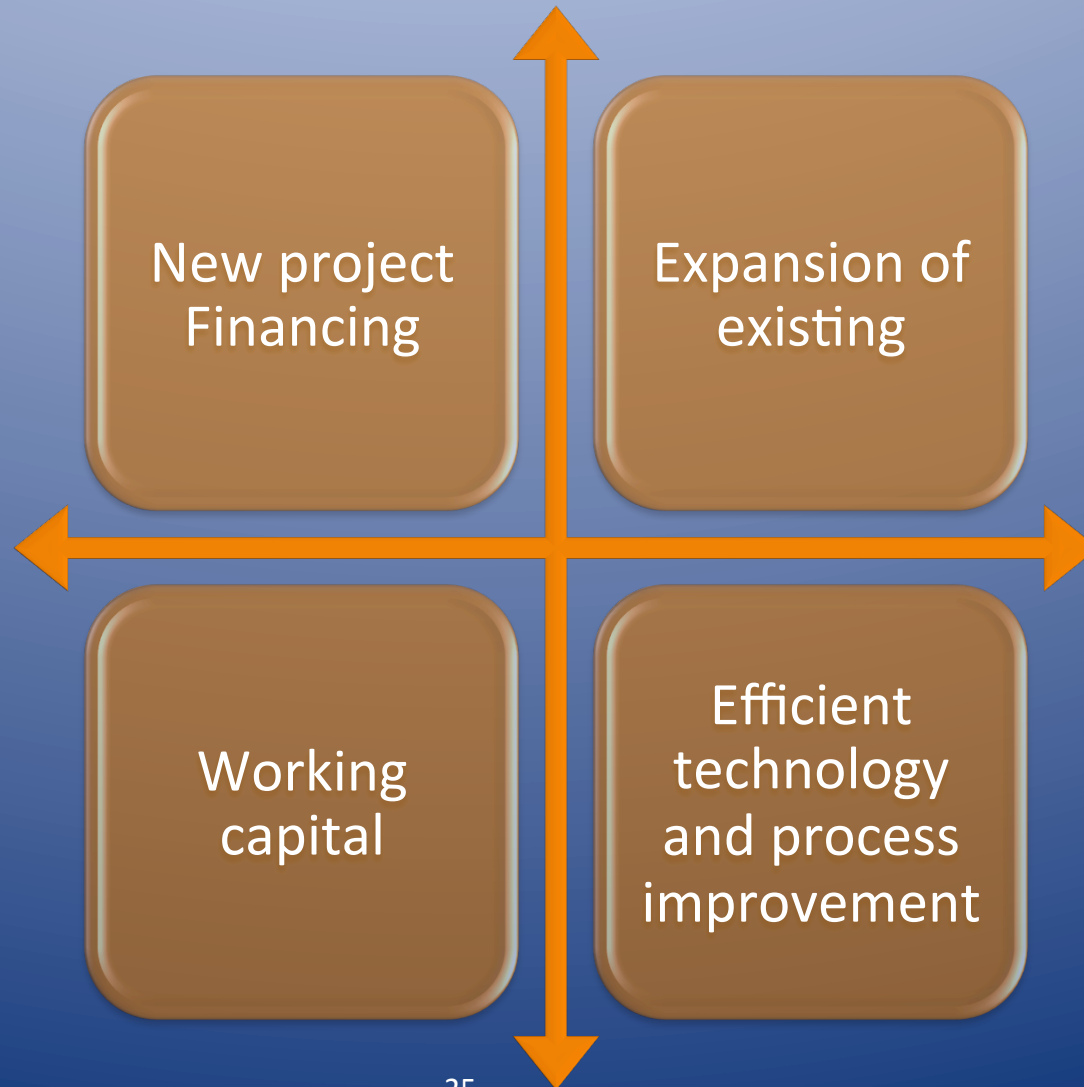 New project
Financing
Expansion of
existing
Working
capital
Efficient
technology
and process
improvement